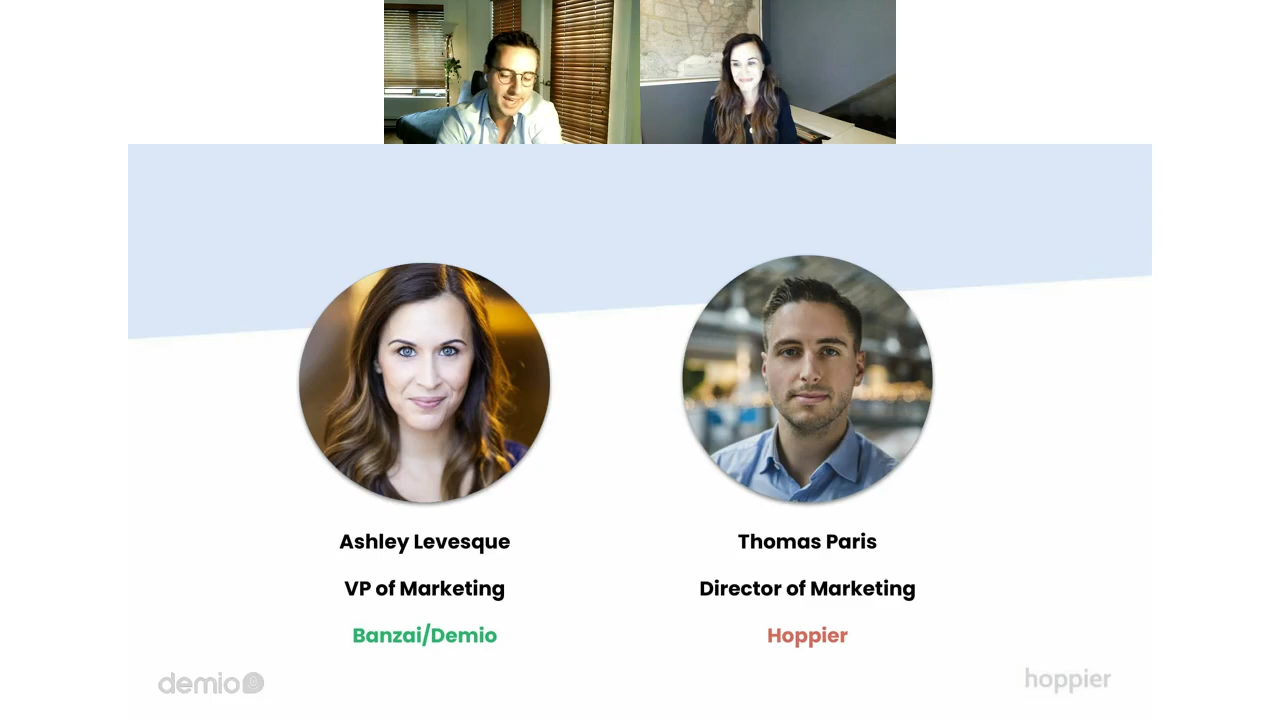 Ashley Levesque
VP of Marketing
Banzai/Demio
Thomas Paris
Director of Marketing
Hoppier
demio
hoppier